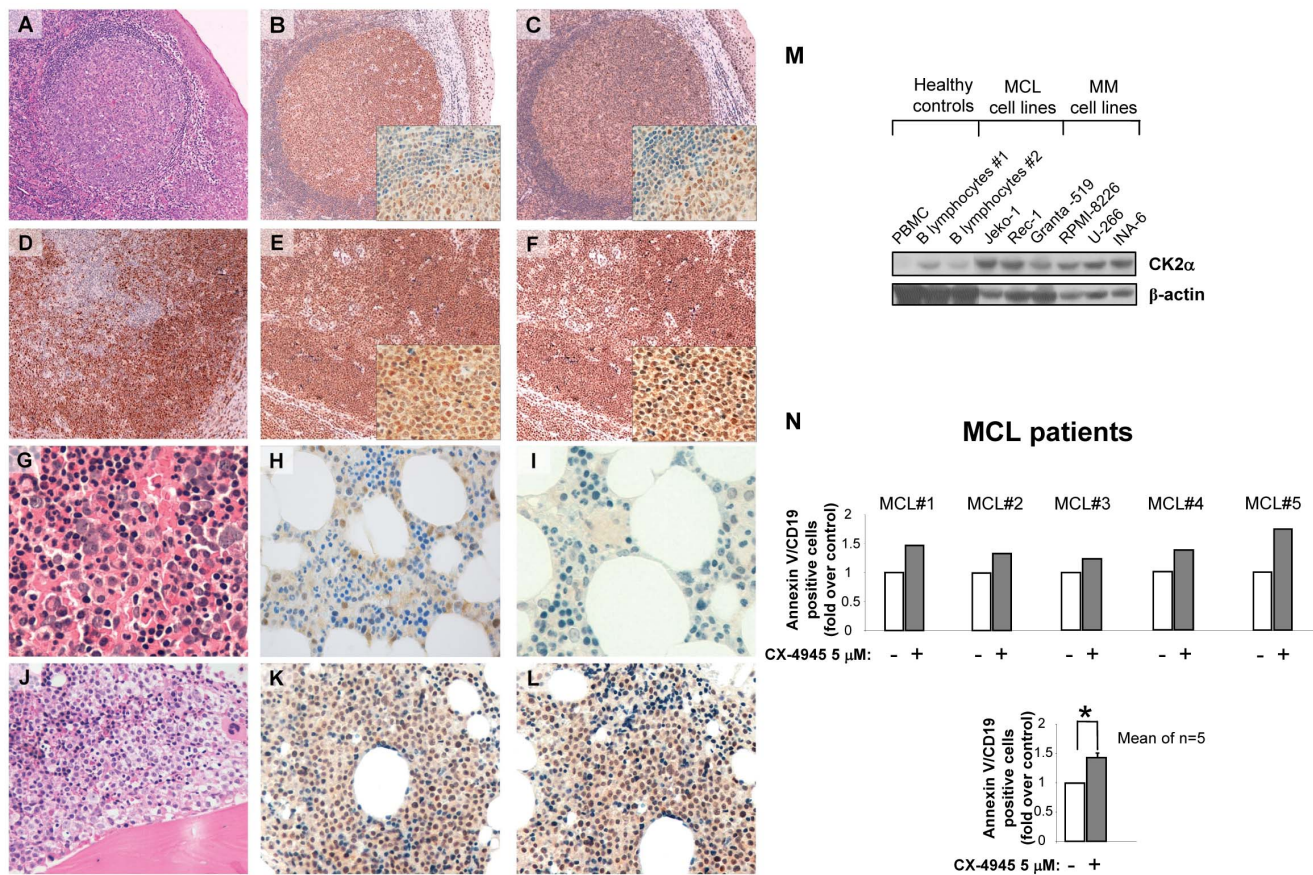 A
B
C
D
E
F
G
H
I
J
K
L
M
Healthy controls
MCL cell lines
MM cell lines
PBMC
B lymphocytes #1
B lymphocytes #2
Jeko-1
Rec-1
Granta -519
RPMI-8226
U-266
INA-6
CK2α
β-actin
N
MCL patients
MCL#1
MCL#2
MCL#3
MCL#4
MCL#5
Annexin V/CD19
positive cells
(fold over control)
2
1.5
1
0.5
0
CX-4945 5 µM: - + - + - + - + - +
*
Mean of n=5
Annexin V/CD19
positive cells
(fold over control)
2
1.5
1
0.5
0
CX-4945 5 µM: - +